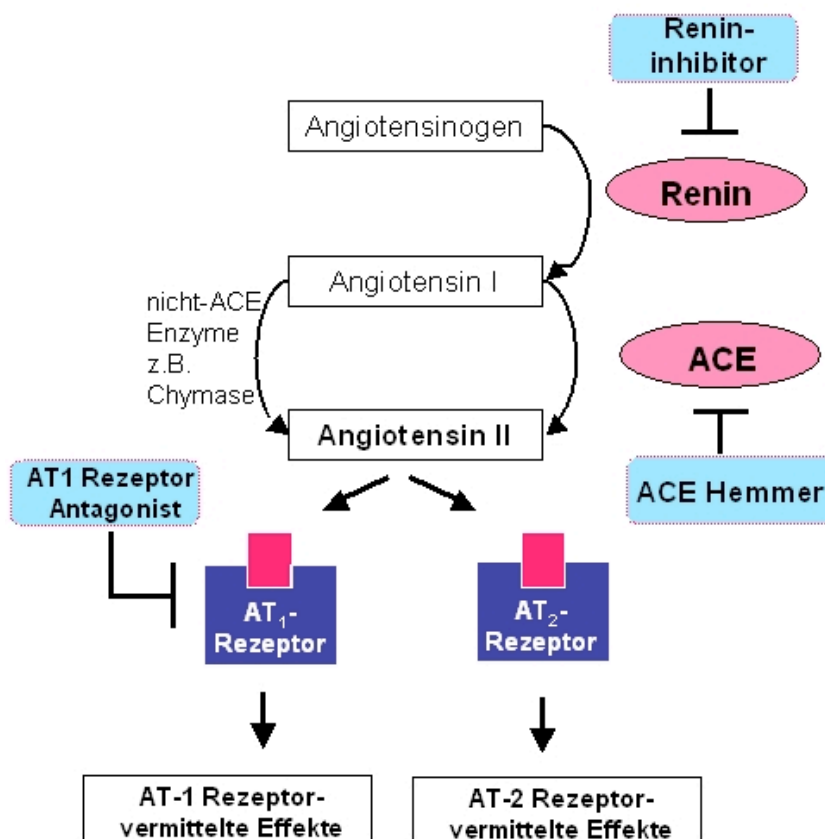 Renin-
inhibitor
Angiotensinogen
Renin
Angiotensin I
nicht-ACE
Enzyme
z.B.
Chymase
ACE
Angiotensin II
AT1 Rezeptor
Antagonist
ACE Hemmer
AT₁-
Rezeptor
AT₂-
Rezeptor
AT-1 Rezeptor-
vermittelte Effekte
AT-2 Rezeptor-
vermittelte Effekte